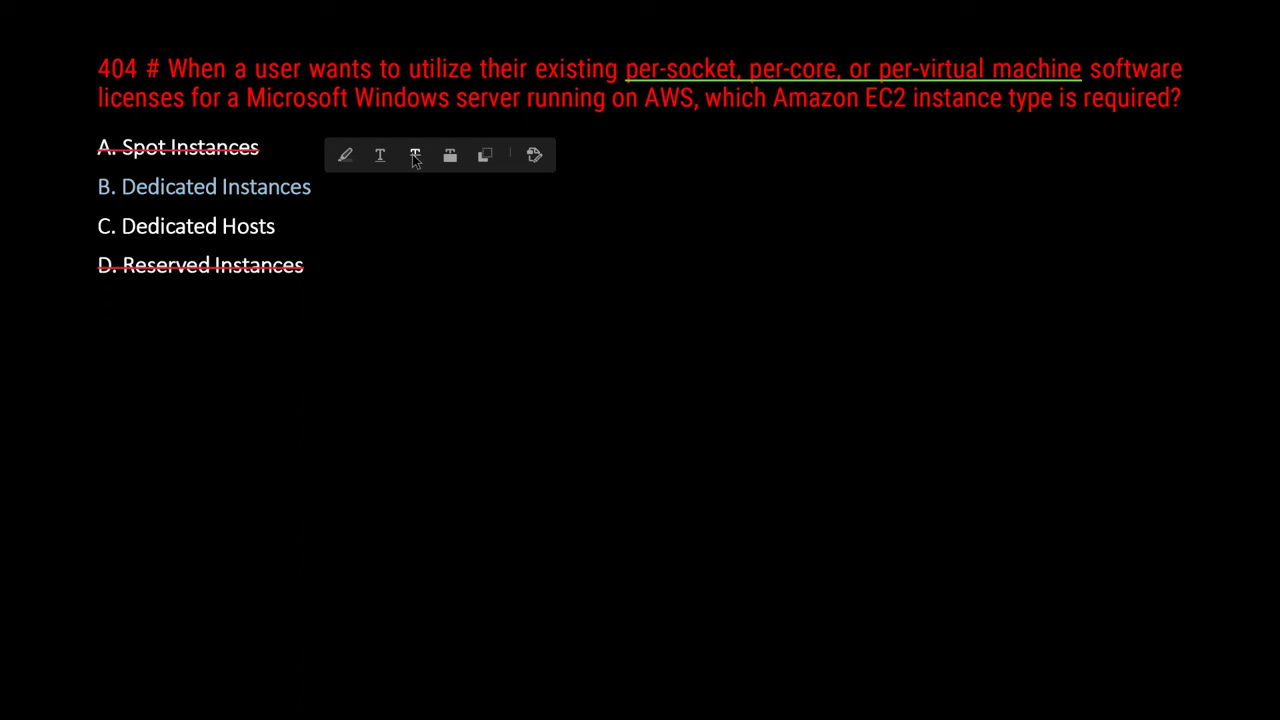 404 # When a user wants to utilize their existing per-socket, per-core, or per-virtual machine software
licenses for a Microsoft Windows server running on AWS, which Amazon EC2 instance type is required?
A. Spot Instances
B. Dedicated Instances
C. Dedicated Hosts
D. Reserved Instances